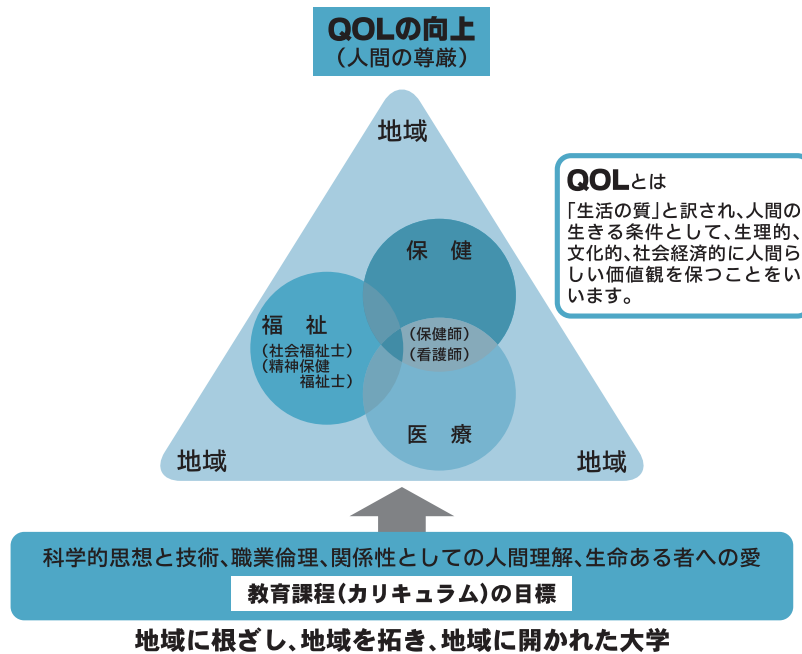 QOLの向上
（人間の尊厳）
地域
QOLとは
「生活の質」と訳され、人間の
生きる条件として、生理的、
文化的、社会経済的に人間ら
しい価値観を保つことをい
います。
保　健
福　祉
（社会福祉士）
（精神保健
福祉士）
（保健師）
（看護師）
医　療
地域
地域
科学的思想と技術、職業倫理、関係性としての人間理解、生命ある者への愛
教育課程（カリキュラム）の目標
地域に根ざし、地域を拓き、地域に開かれた大学